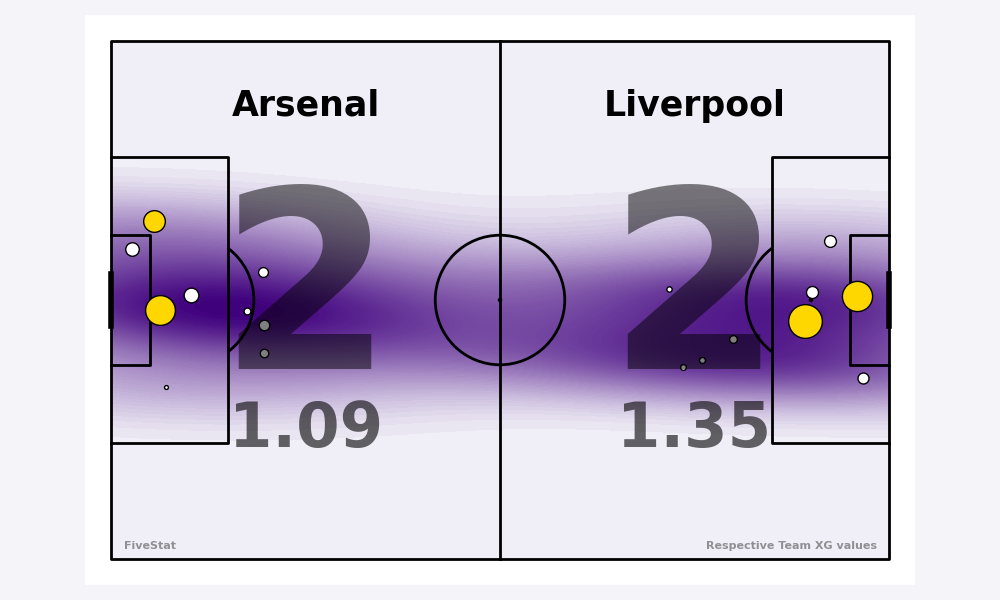 Arsenal
Liverpool
2
2
1.09
1.35
FiveStat
Respective Team XG values